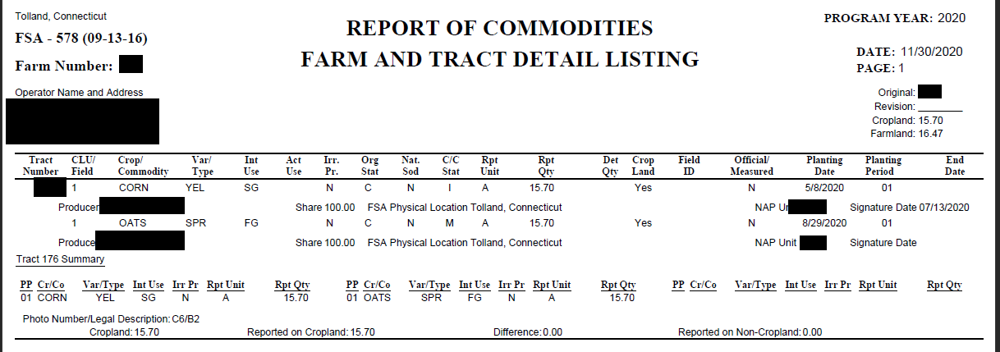 Tolland, Connecticut
FSA - 578 (09-13-16)
Farm Number:
Operator Name and Address
REPORT OF COMMODITIES
FARM AND TRACT DETAIL LISTING
PROGRAM YEAR: 2020
DATE: 11/30/2020
PAGE: 1
Original:
Revision: ________
Cropland: 15.70
Farmland: 16.47
Tract CLU/ Crop/ Var/ Int Act Irr. Org Nat. C/C Rpt Rpt Det Crop Field Official/ Planting Planting End
Number Field Commodity Type Use Use Pr. Stat Sod Stat Unit Qty Qty Land ID Measured Date Period Date
1 CORN YEL SG N C N I A 15.70 Yes N 5/8/2020 01
Producer Share 100.00 FSA Physical Location Tolland, Connecticut NAP Un Signature Date 07/13/2020
1 OATS SPR FG N C N M A 15.70 Yes N 8/29/2020 01
Produce Share 100.00 FSA Physical Location Tolland, Connecticut NAP Unit Signature Date
Tract 176 Summary
PP Cr/Co Var/Type Int Use Irr Pr Rpt Unit Rpt Qty PP Cr/Co Var/Type Int Use Irr Pr Rpt Unit Rpt Qty PP Cr/Co Var/Type Int Use Irr Pr Rpt Unit Rpt Qty
01 CORN YEL SG N A 15.70 01 OATS SPR FG N A 15.70
Photo Number/Legal Description: C6/B2
Cropland: 15.70 Reported on Cropland: 15.70 Difference: 0.00 Reported on Non-Cropland: 0.00